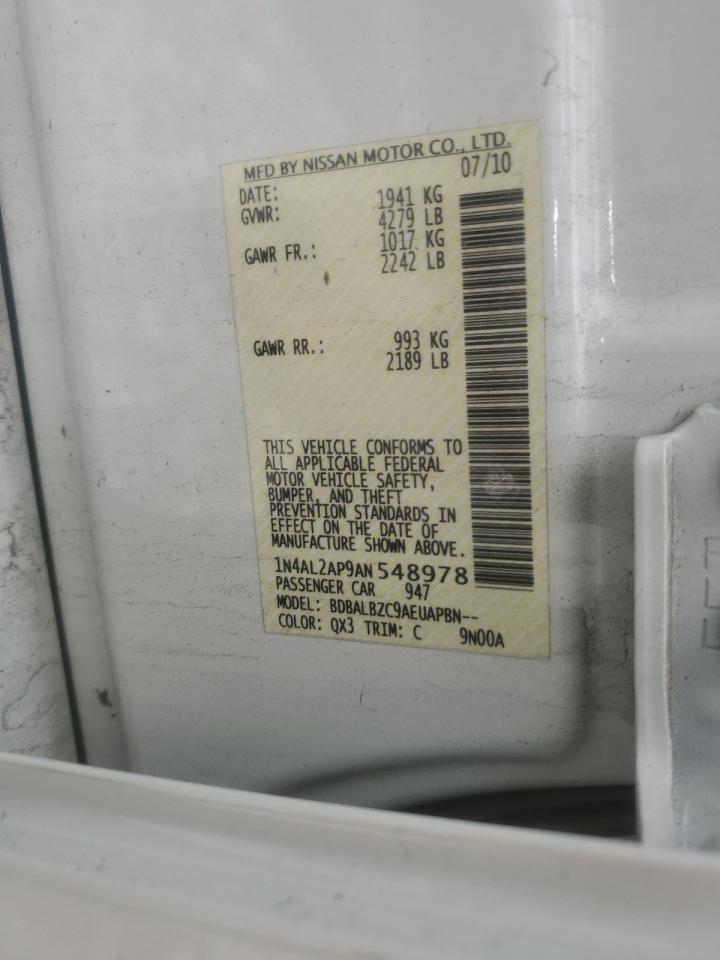 MFD BY NISSAN MOTOR CO., LTD.
DATE: 07/10
GVWR: 1941 KG
4279 LB
GAWR FR.: 1017 KG
2242 LB
GAWR RR.: 993 KG
2189 LB
THIS VEHICLE CONFORMS TO
ALL APPLICABLE FEDERAL
MOTOR VEHICLE SAFETY,
BUMPER, AND THEFT
PREVENTION STANDARDS IN
EFFECT ON THE DATE OF
MANUFACTURE SHOWN ABOVE.
1N4AL2AP9AN548978
PASSENGER CAR 947
MODEL: BDBALBZC9AEUAPBN--
COLOR: QX3 TRIM: C 9N00A